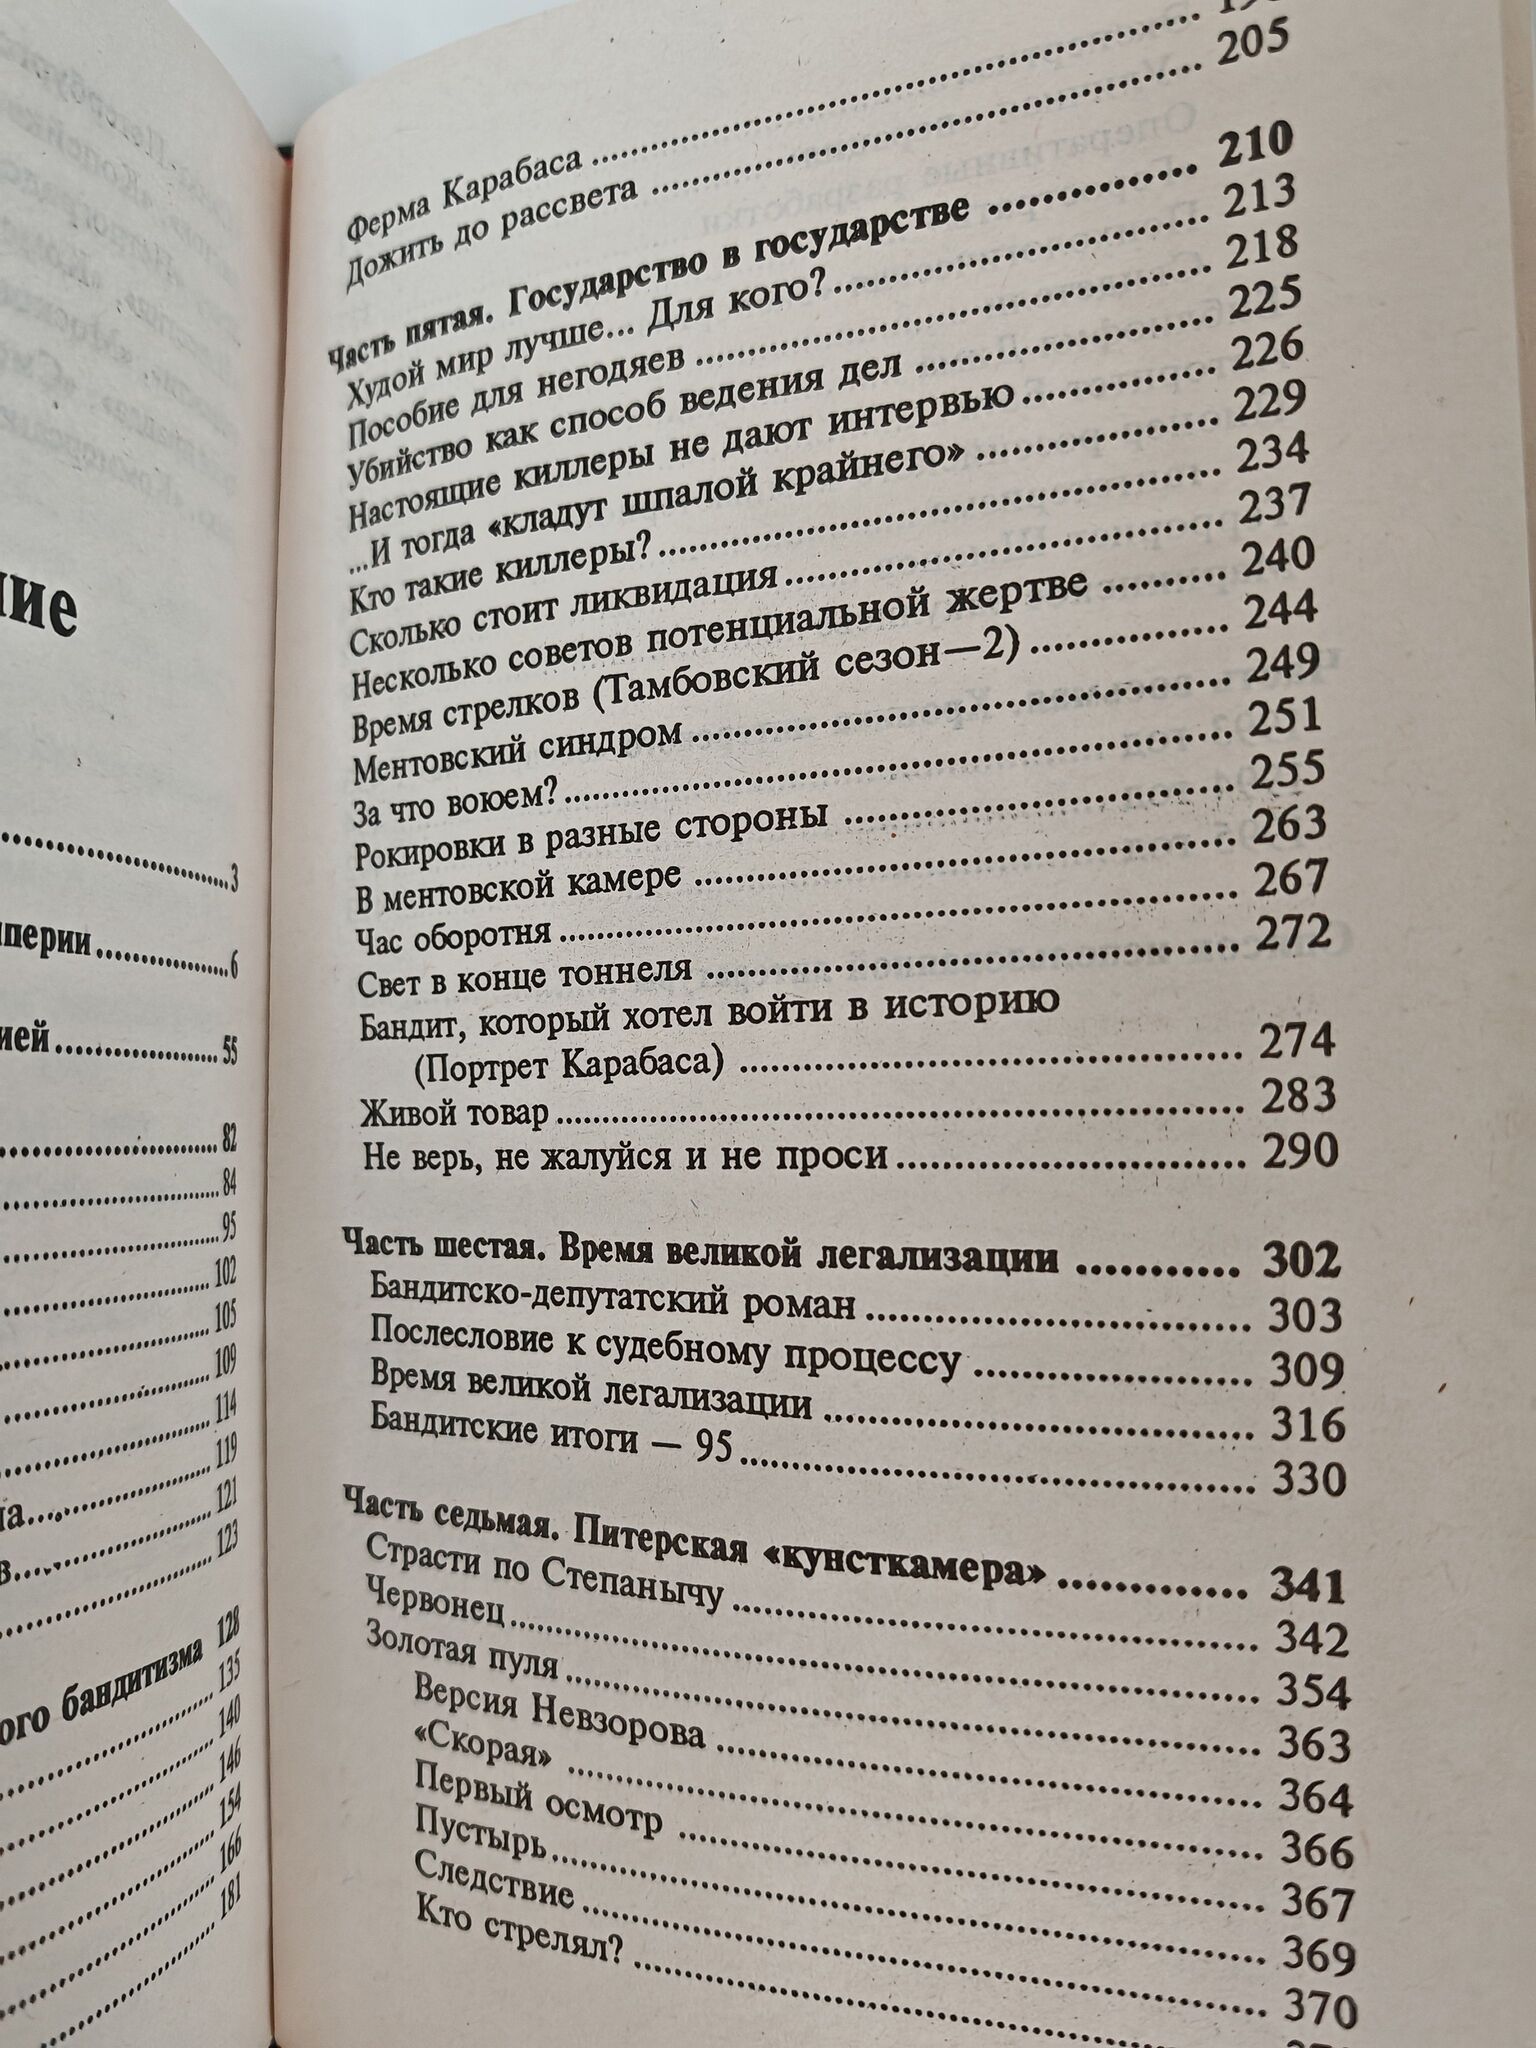 ние
3
мперии 6
ией 55
82
84
95
102
105
109
114
на 119
в 121
123
ого бандитизма 128
135
140
146
154
166
181
Ферма Карабаса
Дожить до рассвета 205
Часть пятая. Государство в государстве 210
Худой мир лучше... Для кого? 213
Пособие для негодяев 218
Убийство как способ ведения дел 225
Настоящие киллеры не дают интервью 226
...И тогда «кладут шпалой крайнего» 229
Кто такие киллеры? 234
Сколько стоит ликвидация 237
Несколько советов потенциальной жертве 240
Время стрелков (Тамбовский сезон—2) 244
Ментовский синдром 249
За что воюем? 251
Рокировки в разные стороны 255
В ментовской камере 263
Час оборотня 267
Свет в конце тоннеля 272
Бандит, который хотел войти в историю
(Портрет Карабаса) 274
Живой товар 283
Не верь, не жалуйся и не проси 290
Часть шестая. Время великой легализации 302
Бандитско-депутатский роман 303
Послесловие к судебному процессу 309
Время великой легализации 316
Бандитские итоги — 95 330
Часть седьмая. Питерская «кунсткамера» 341
Страсти по Степанычу 342
Червонец 354
Золотая пуля 363
Версия Невзорова 364
«Скорая» 366
Первый осмотр 367
Пустырь 369
Следствие 370
Кто стрелял?